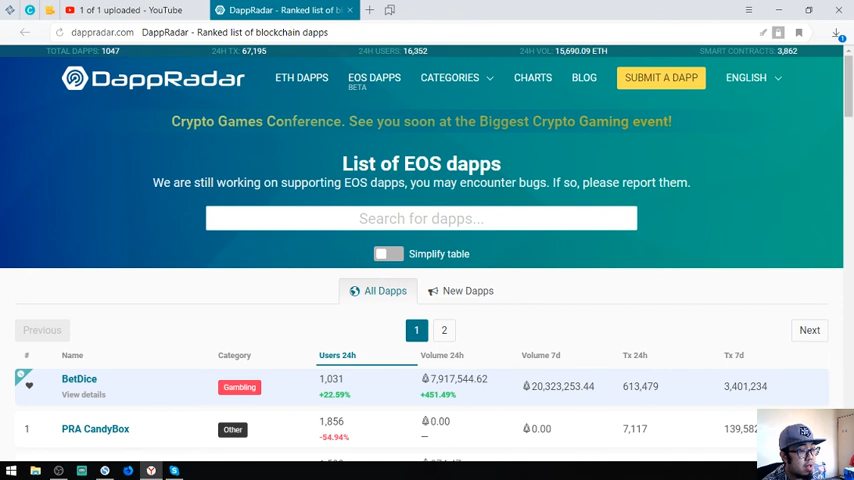 1 of 1 uploaded - YouTube
DappRadar - Ranked list of bl
dappradar.com DappRadar - Ranked list of blockchain dapps
TOTAL DAPPS: 1047 24H TX: 67,195 24H USERS: 16,352 24H VOL: 15,690.09 ETH SMART CONTRACTS: 3,862
DappRadar ETH DAPPS EOS DAPPS CATEGORIES CHARTS BLOG SUBMIT A DAPP ENGLISH
BETA
Crypto Games Conference. See you soon at the Biggest Crypto Gaming event!
List of EOS dapps
We are still working on supporting EOS dapps, you may encounter bugs. If so, please report them.
Search for dapps...
Simplify table
All Dapps New Dapps
Previous 1 2 Next
# Name Category Users 24h Volume 24h Volume 7d Tx 24h Tx 7d
BetDice Gambling 1,031 7,917,544.62 20,323,253.44 613,479 3,401,234
View details +22.59% +451.49%
1 PRA CandyBox Other 1,856 0.00 0.00 7,117 139,582
-54.94% —